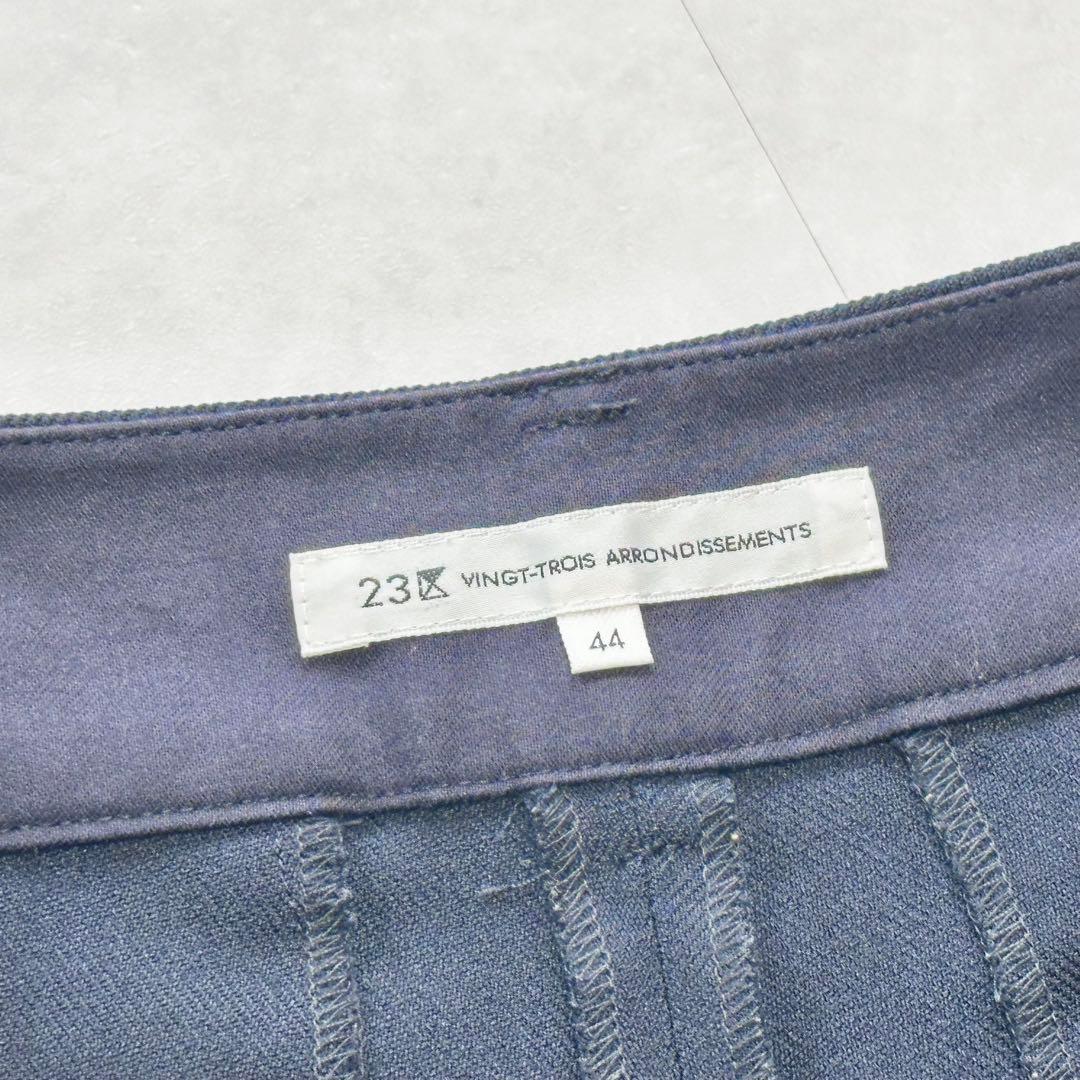 23区 VINGT-TROIS ARRONDISSEMENTS
44